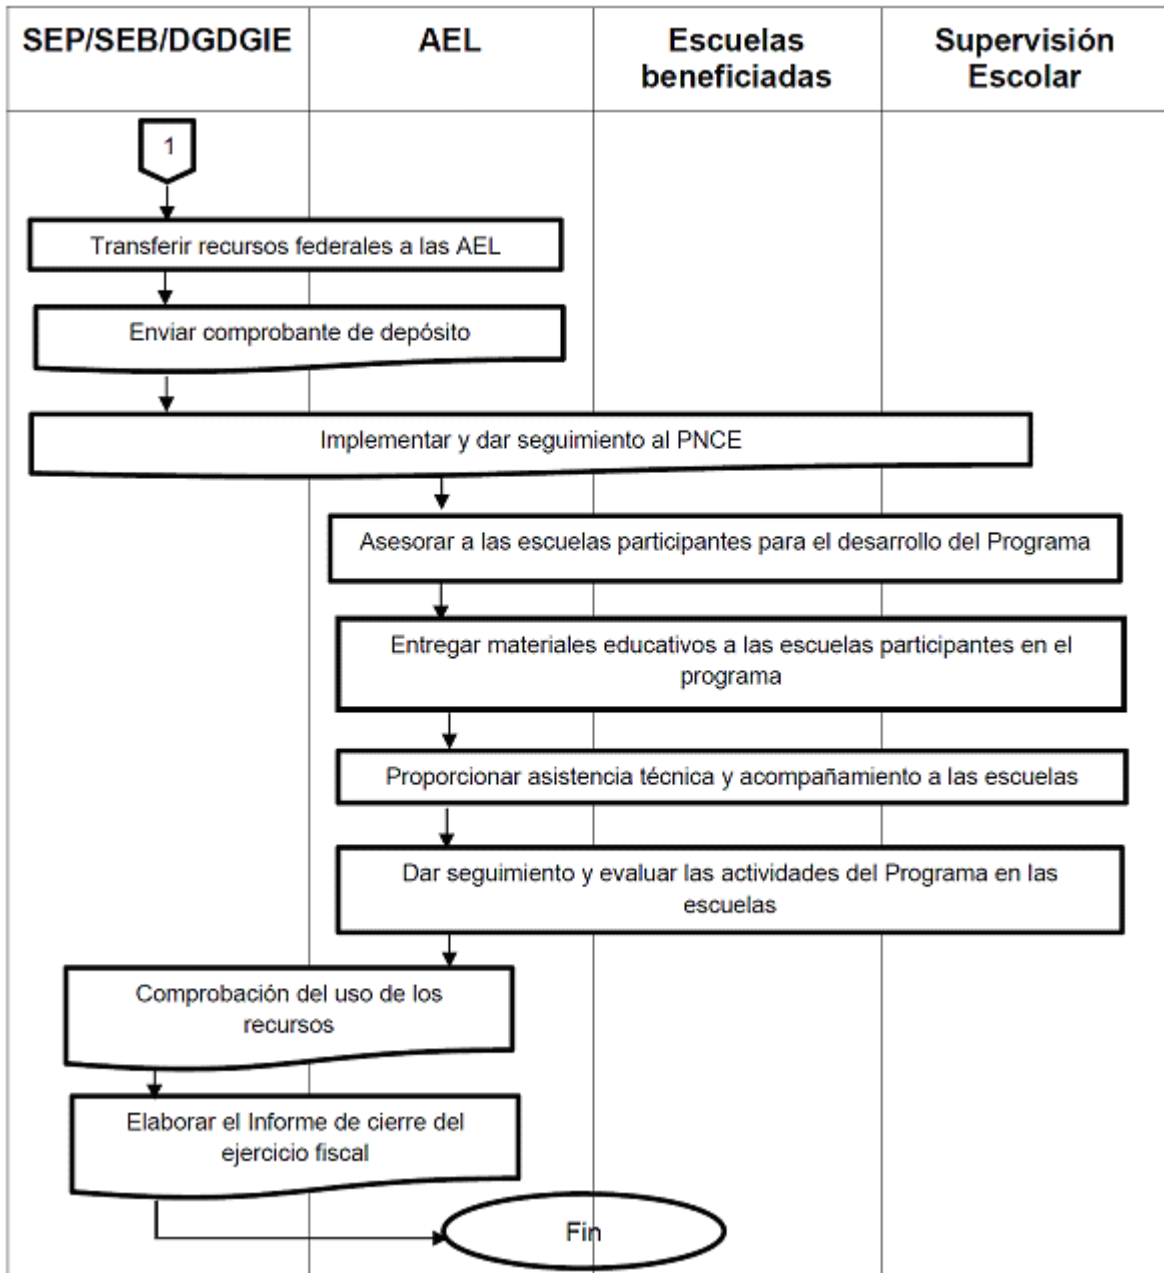 SEP/SEB/DGDGIE
AEL
Escuelas
beneficiadas
Supervisión
Escolar
1
Transferir recursos federales a las AEL
Enviar comprobante de depósito
Implementar y dar seguimiento al PNCE
Asesorar a las escuelas participantes para el desarrollo del Programa
Entregar materiales educativos a las escuelas participantes en el
programa
Proporcionar asistencia técnica y acompañamiento a las escuelas
Dar seguimiento y evaluar las actividades del Programa en las
escuelas
Comprobación del uso de los
recursos
Elaborar el Informe de cierre del
ejercicio fiscal
Fin